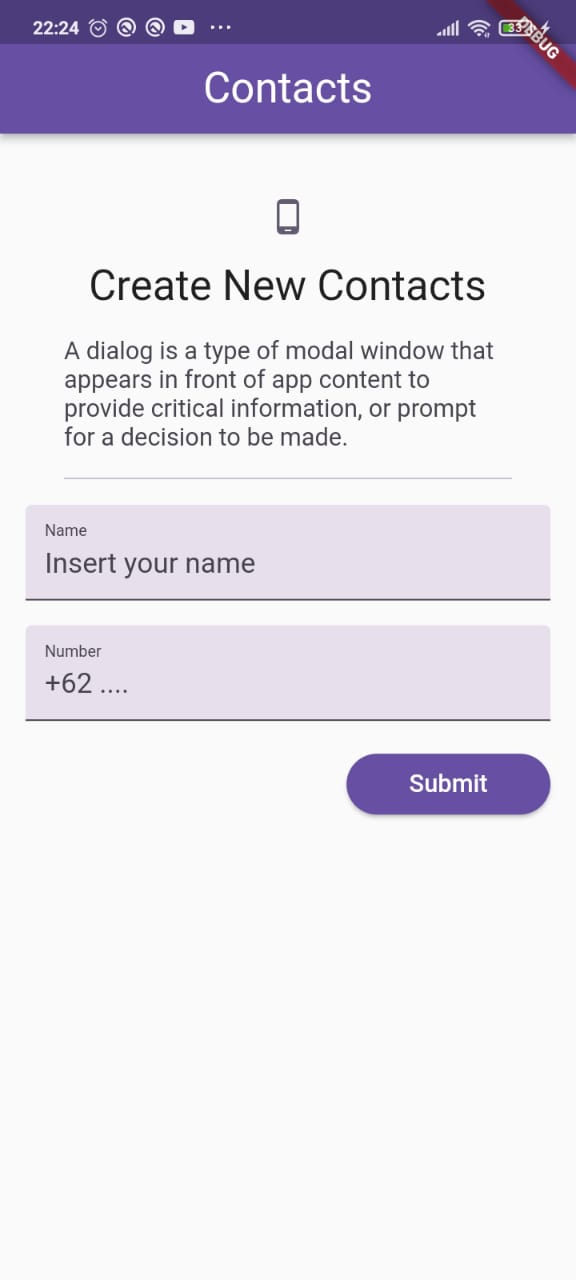 22:24
33
DEBUG
Contacts
Create New Contacts
A dialog is a type of modal window that
appears in front of app content to
provide critical information, or prompt
for a decision to be made.
Name
Insert your name
Number
+62 ....
Submit